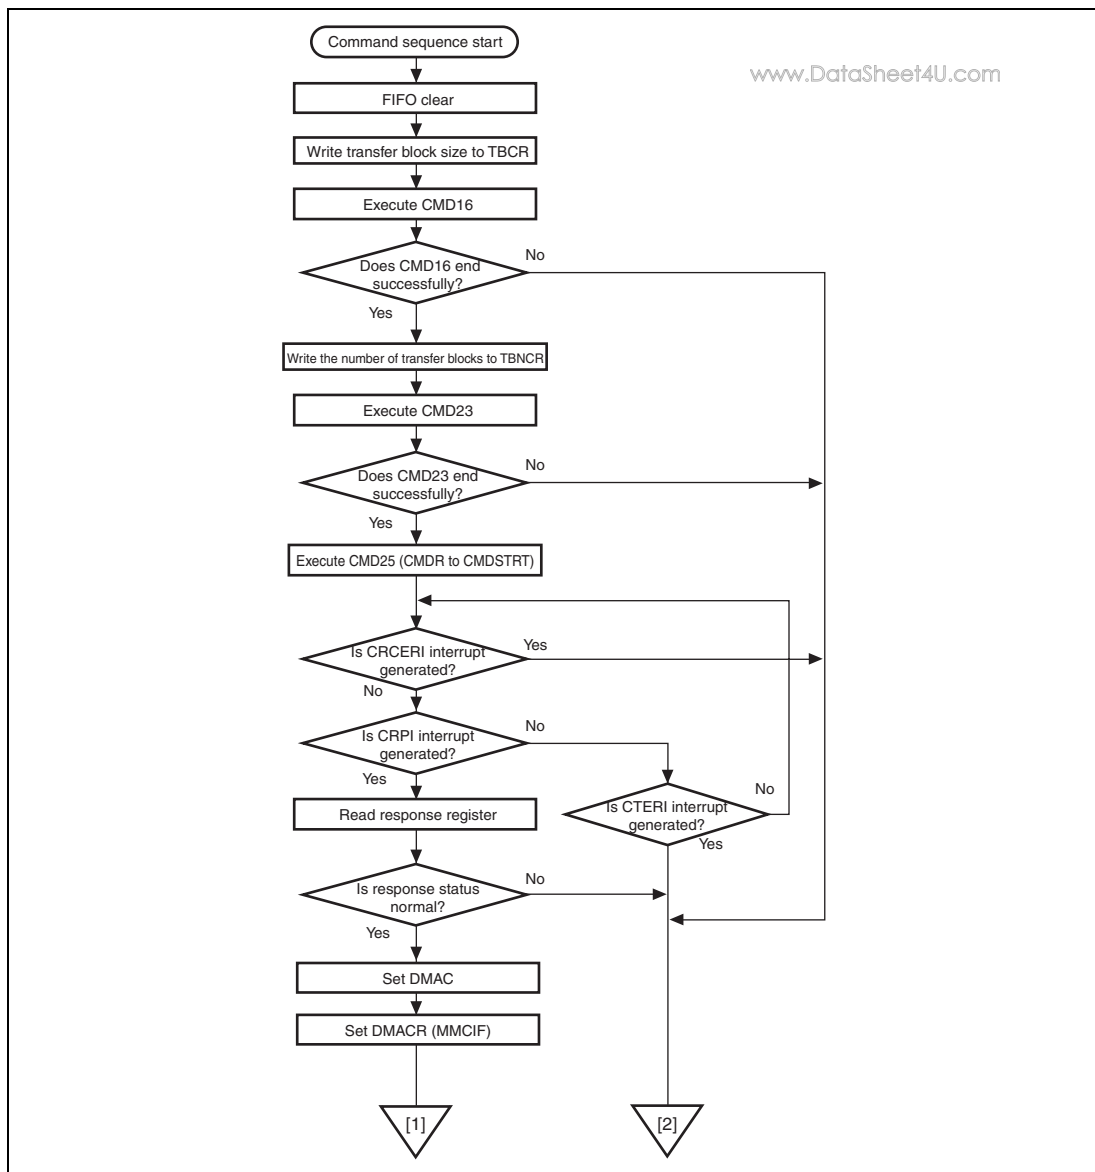 Command sequence start
www.DataSheet4U.com
FIFO clear
Write transfer block size to TBCR
Execute CMD16
No
Does CMD16 end
successfully?
Yes
Write the number of transfer blocks to TBNCR
Execute CMD23
No
Does CMD23 end
successfully?
Yes
Execute CMD25 (CMDR to CMDSTRT)
Is CRCERI interrupt
generated?
Yes
No
Is CRPI interrupt
generated?
No
Yes
Is CTERI interrupt
generated?
No
Yes
Read response register
Is response status
normal?
No
Yes
Set DMAC
Set DMACR (MMCIF)
[1]
[2]